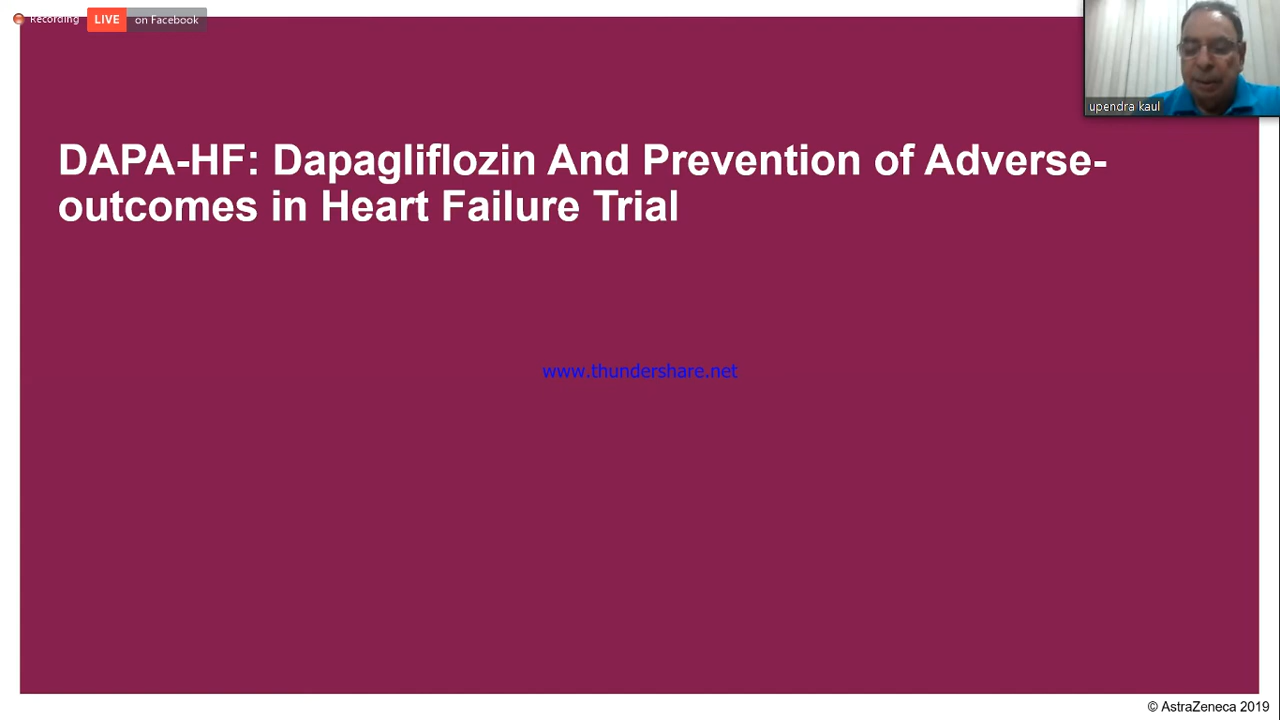 Recording
LIVE on Facebook
upendra kaul
DAPA-HF: Dapagliflozin And Prevention of Adverse-
outcomes in Heart Failure Trial
www.thundershare.net
© AstraZeneca 2019